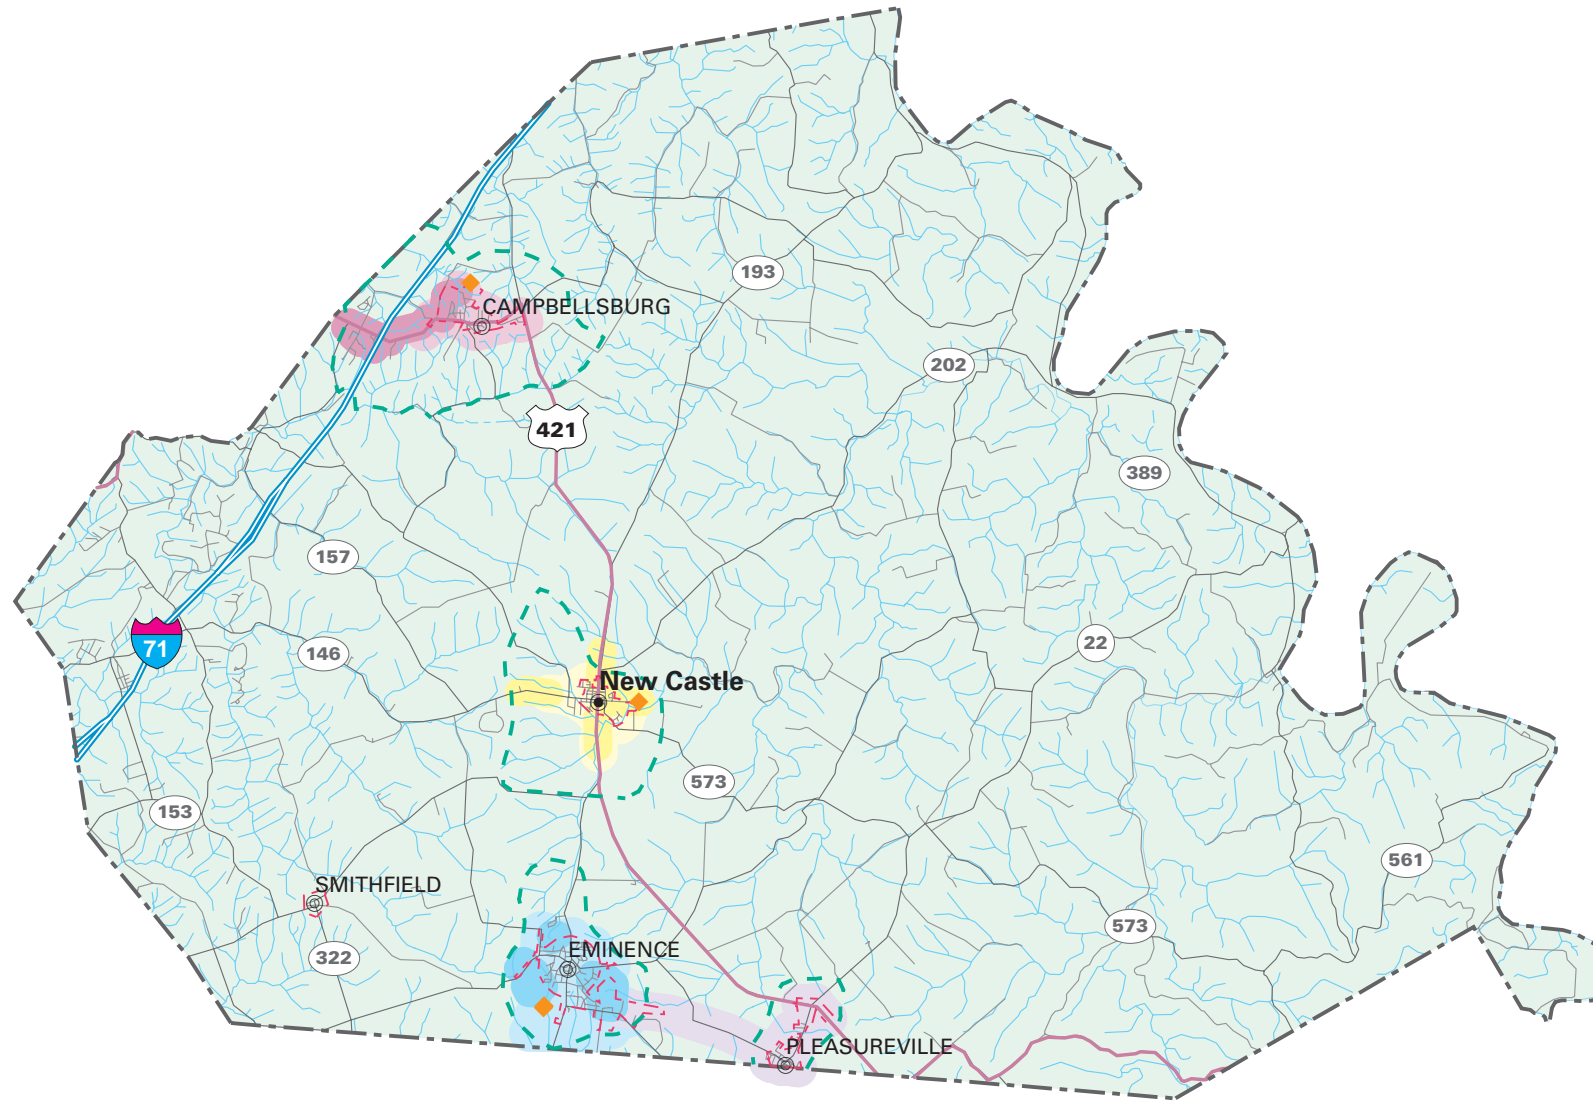 193
CAMPBELLSBURG
202
421
389
157
22
146
71
New Castle
573
153
561
SMITHFIELD
573
EMINENCE
322
PLEASUREVILLE